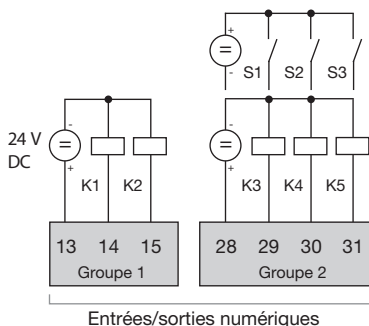 +
S1 S2 S3
-
- -
24 V
DC
+ +
K1 K2 K3 K4 K5
13 14 15 28 29 30 31
Groupe 1 Groupe 2
Entrées/sorties numériques